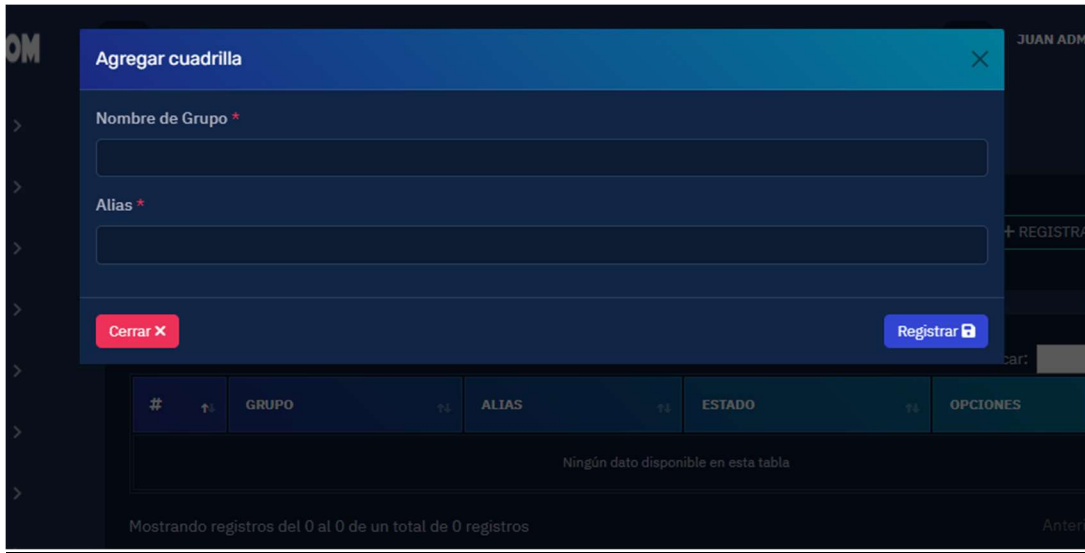 OM
JUAN ADM
Agregar cuadrilla
Nombre de Grupo *
Alias *
+ REGISTRA
Cerrar ×
Registrar
car:
# GRUPO ALIAS ESTADO OPCIONES
Ningún dato disponible en esta tabla
Mostrando registros del 0 al 0 de un total de 0 registros
Anter